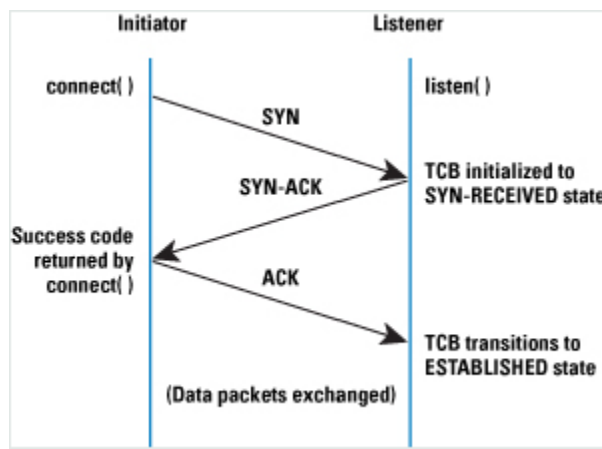 Initiator
Listener
connect( )
listen( )
SYN
TCB initialized to
SYN-RECEIVED state
SYN-ACK
Success code
returned by
connect( )
ACK
TCB transitions to
ESTABLISHED state
(Data packets exchanged)